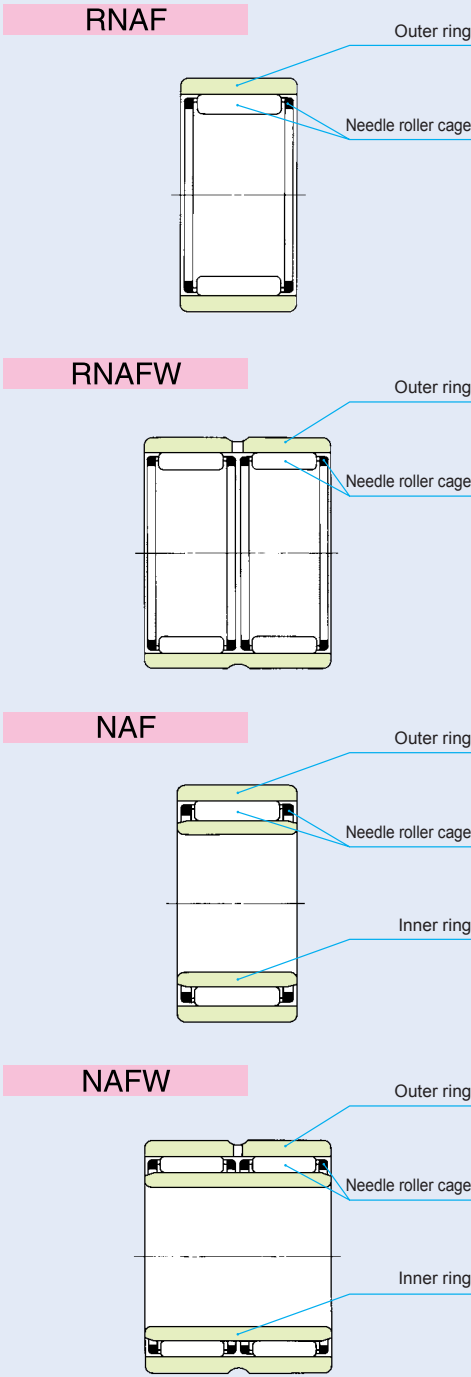 RNAF
Outer ring
Needle roller cage
RNAFW
Outer ring
Needle roller cage
NAF
Outer ring
Needle roller cage
Inner ring
NAFW
Outer ring
Needle roller cage
Inner ring